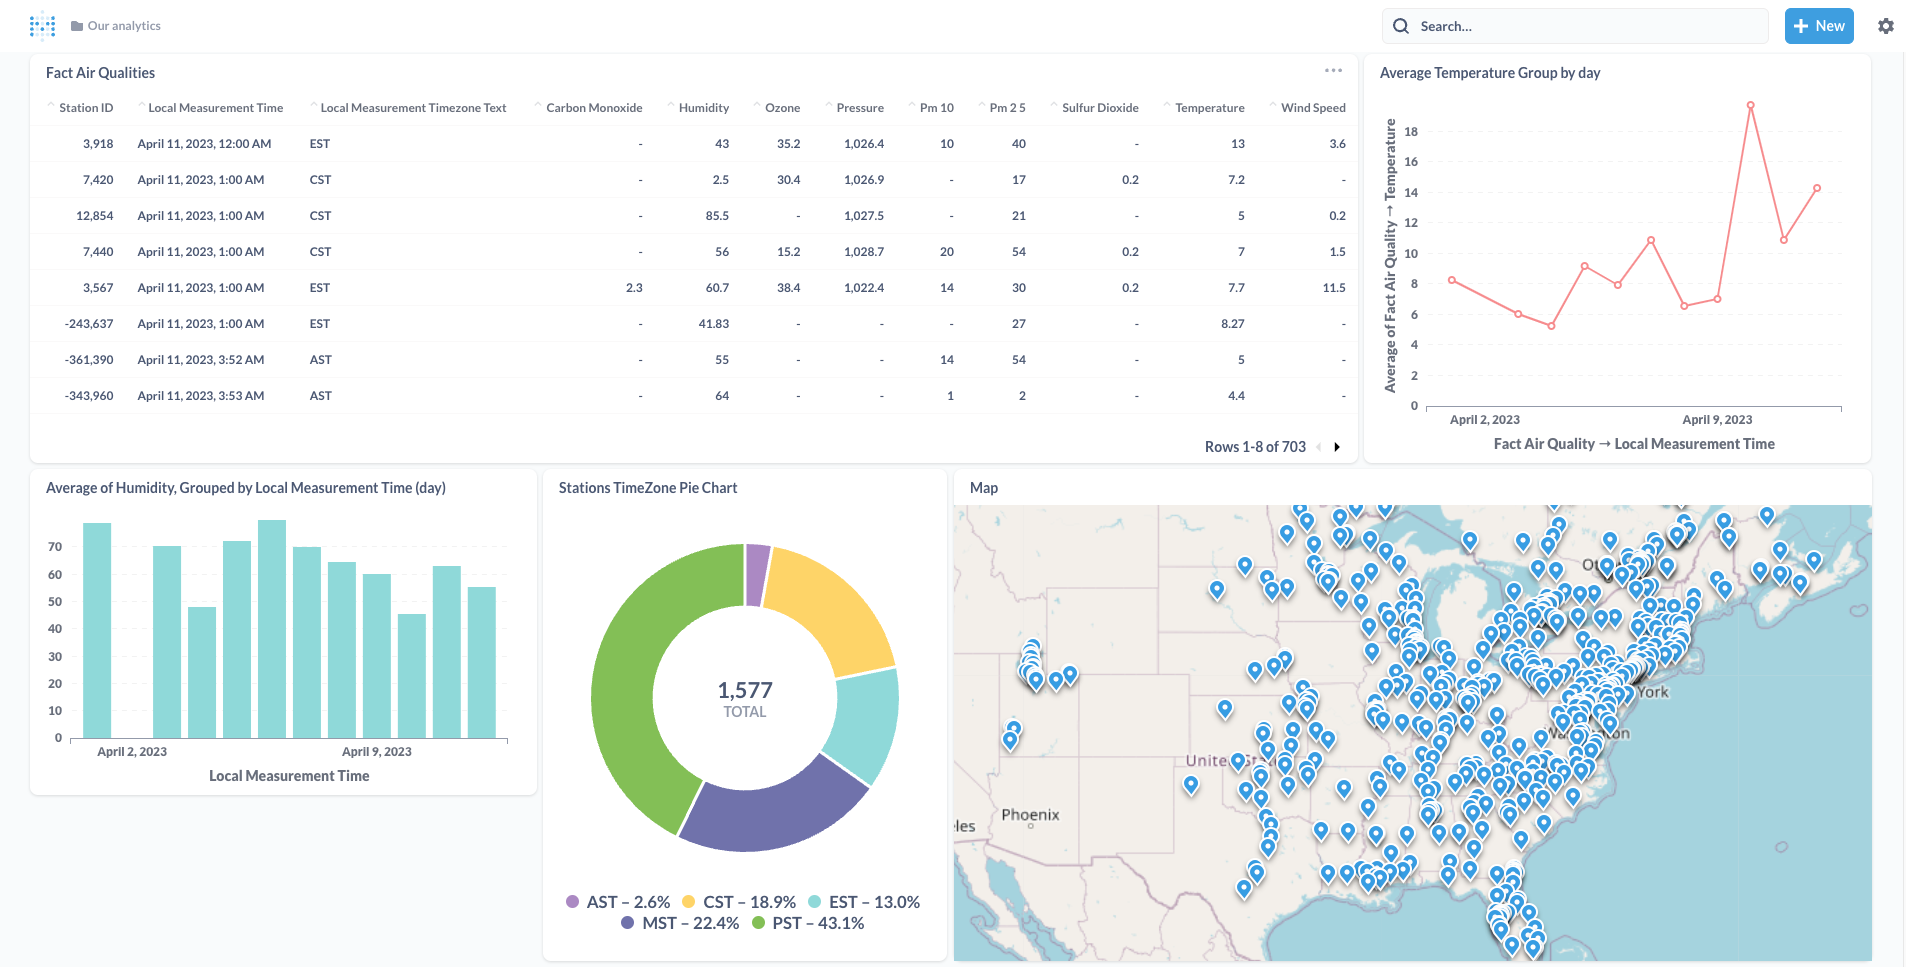 Our analytics
Search...
New
Fact Air Qualities
Station ID Local Measurement Time Local Measurement Timezone Text Carbon Monoxide Humidity Ozone Pressure Pm 10 Pm 2 5 Sulfur Dioxide Temperature Wind Speed
3,918 April 11, 2023, 12:00 AM EST - 43 35.2 1,026.4 10 40 - 13 3.6
7,420 April 11, 2023, 1:00 AM CST - 2.5 30.4 1,026.9 - 17 0.2 7.2 -
12,854 April 11, 2023, 1:00 AM CST - 85.5 - 1,027.5 - 21 - 5 0.2
7,440 April 11, 2023, 1:00 AM CST - 56 15.2 1,028.7 20 54 0.2 7 1.5
3,567 April 11, 2023, 1:00 AM EST 2.3 60.7 38.4 1,022.4 14 30 0.2 7.7 11.5
-243,637 April 11, 2023, 1:00 AM EST - 41.83 - - - 27 - 8.27 -
-361,390 April 11, 2023, 3:52 AM AST - 55 - - 14 54 - 5 -
-343,960 April 11, 2023, 3:53 AM AST - 64 - - 1 2 - 4.4 -
Rows 1-8 of 703
Average Temperature Group by day
Average of Fact Air Quality → Temperature
18
16
14
12
10
8
6
4
2
0
April 2, 2023 April 9, 2023
Fact Air Quality → Local Measurement Time
Average of Humidity, Grouped by Local Measurement Time (day)
70
60
50
40
30
20
10
0
April 2, 2023 April 9, 2023
Local Measurement Time
Stations TimeZone Pie Chart
1,577
TOTAL
AST – 2.6% CST – 18.9% EST – 13.0%
MST – 22.4% PST – 43.1%
Map
York
United
Phoenix
les